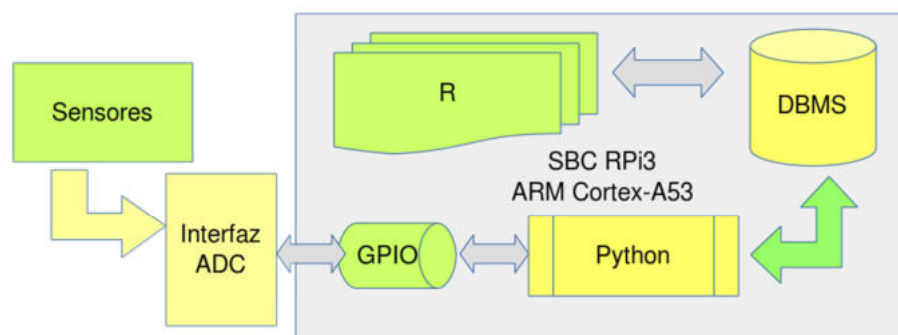 Sensores
R
DBMS
SBC RPi3
ARM Cortex-A53
Interfaz
ADC
GPIO
Python